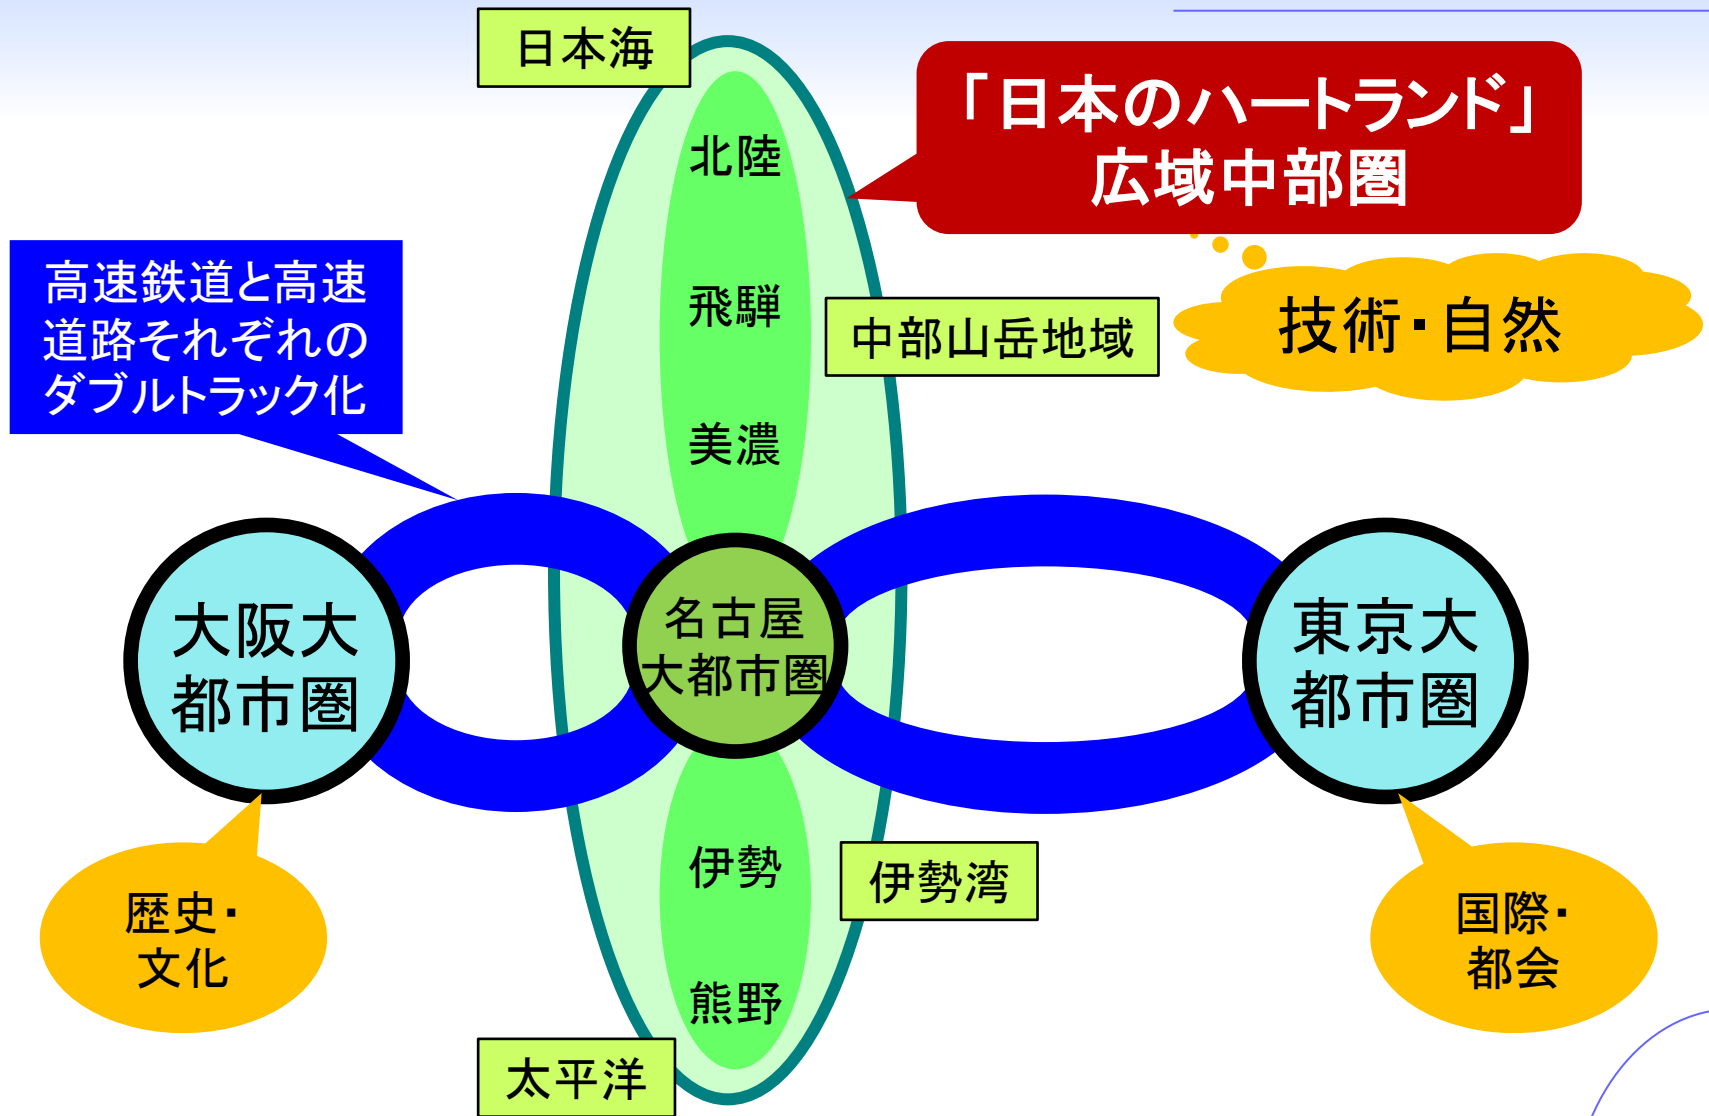 日本海
「日本のハートランド」
広域中部圏
北陸
高速鉄道と高速
道路それぞれの
ダブルトラック化
飛騨
中部山岳地域
技術・自然
美濃
大阪大
都市圏
名古屋
大都市圏
東京大
都市圏
伊勢
伊勢湾
歴史・
文化
国際・
都会
熊野
太平洋